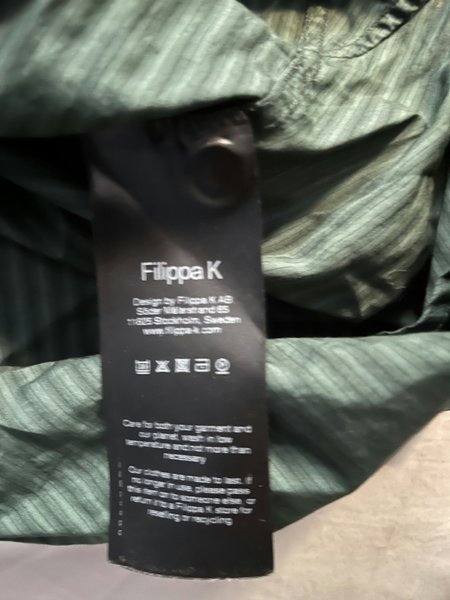 Filippa K
Design by Filippa K AB
Söder Mälarstrand 65
11825 Stockholm, Sweden
www.filippa-k.com
Care for both your garment and
our planet, wash in low
temperature and not more than
necessary
Our clothes are made to last. If
no longer in use, please pass
this item on to someone else, or
return it to a Filippa K store for
reselling or recycling